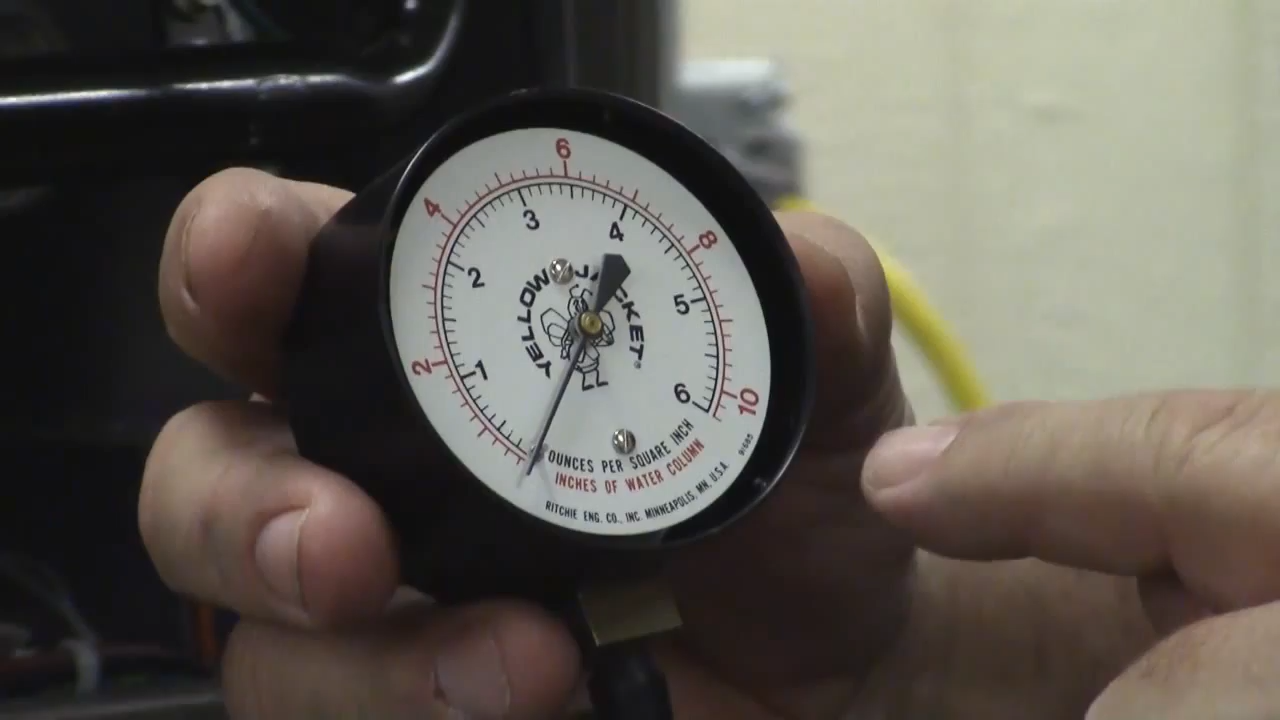 6
4
8
3
4
2
5
YELLOW JACKET®
2
1
6
10
OUNCES PER SQUARE INCH
INCHES OF WATER COLUMN
RITCHIE ENG. CO., INC. MINNEAPOLIS, MN, U.S.A.